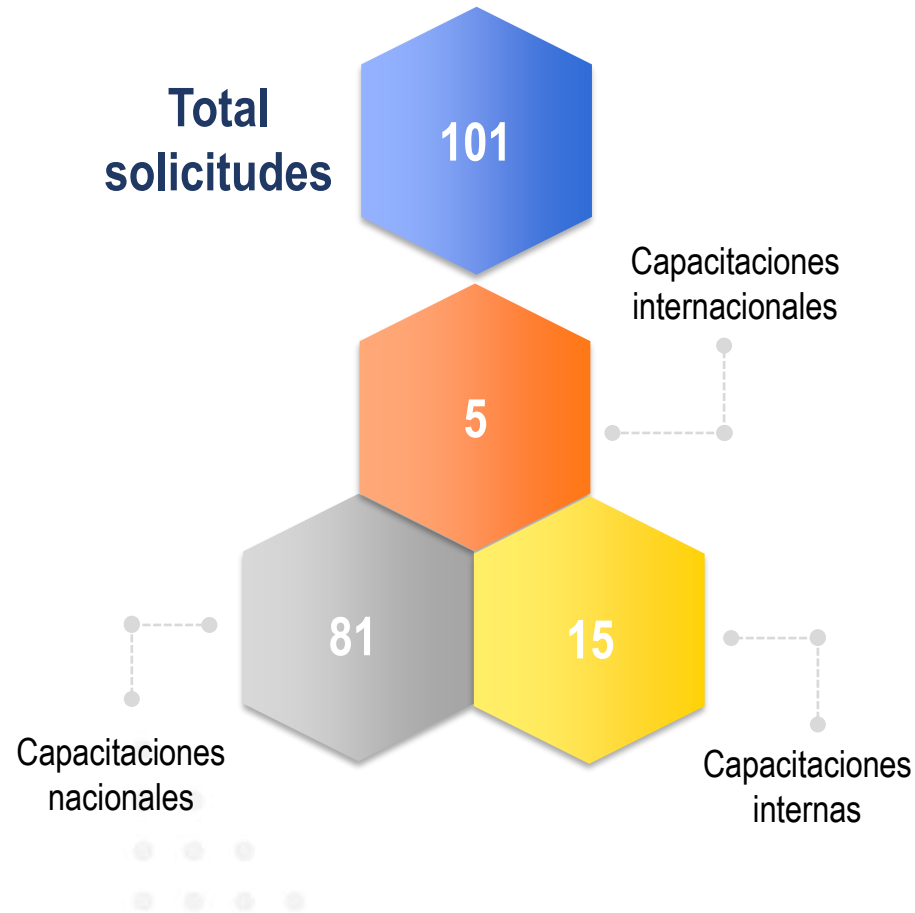 Total
solicitudes
101
Capacitaciones
internacionales
5
81
15
Capacitaciones
nacionales
Capacitaciones
internas